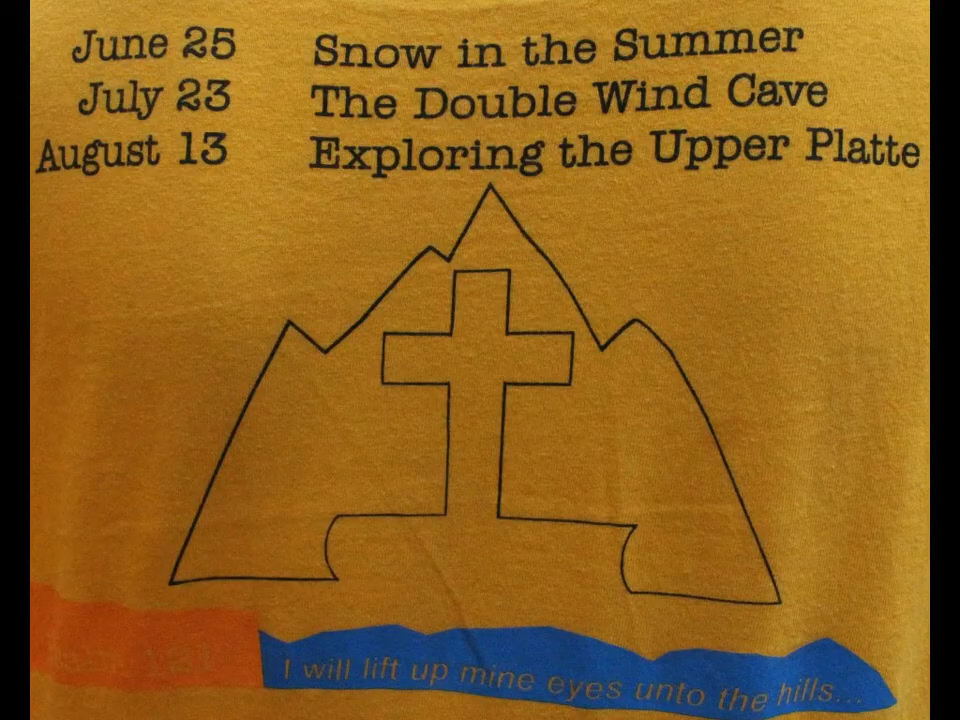 June 25 Snow in the Summer
July 23 The Double Wind Cave
August 13 Exploring the Upper Platte
121
I will lift up mine eyes unto the hills...